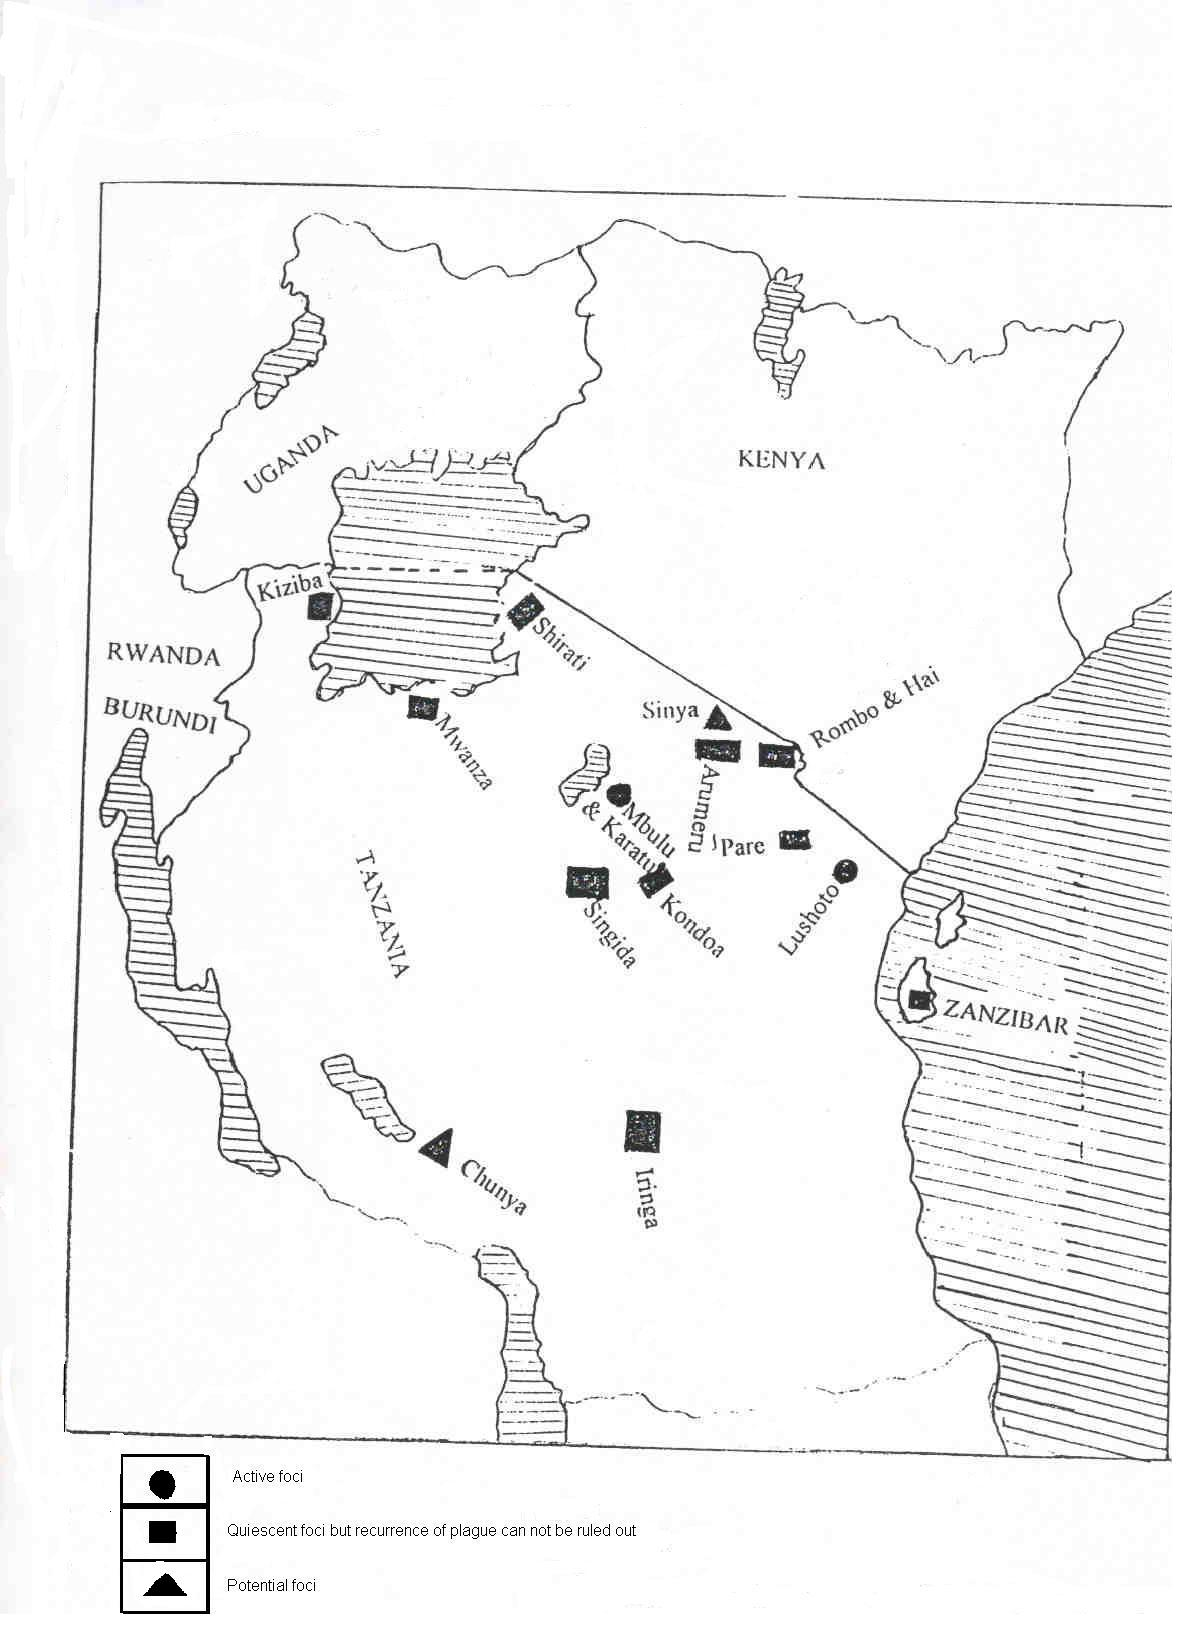 UGANDA
KENYA
Kiziba
Shirati
RWANDA
BURUNDI
Rombo & Hai
Sinya
Mwanza
Arumeru
Mbulu
& Karatu
Pare
TANZANIA
Singida
Kondoa
Lushoto
ZANZIBAR
Chunya
Iringa
Active foci
Quiescent foci but recurrence of plague can not be ruled out
Potential foci